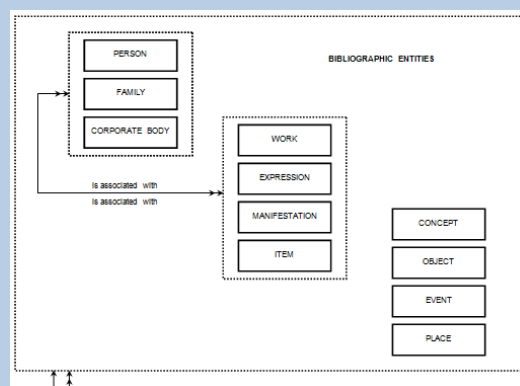 PERSON
BIBLIOGRAPHIC ENTITIES
FAMILY
CORPORATE BODY
WORK
EXPRESSION
Is associated with
Is associated with
MANIFESTATION
CONCEPT
ITEM
OBJECT
EVENT
PLACE